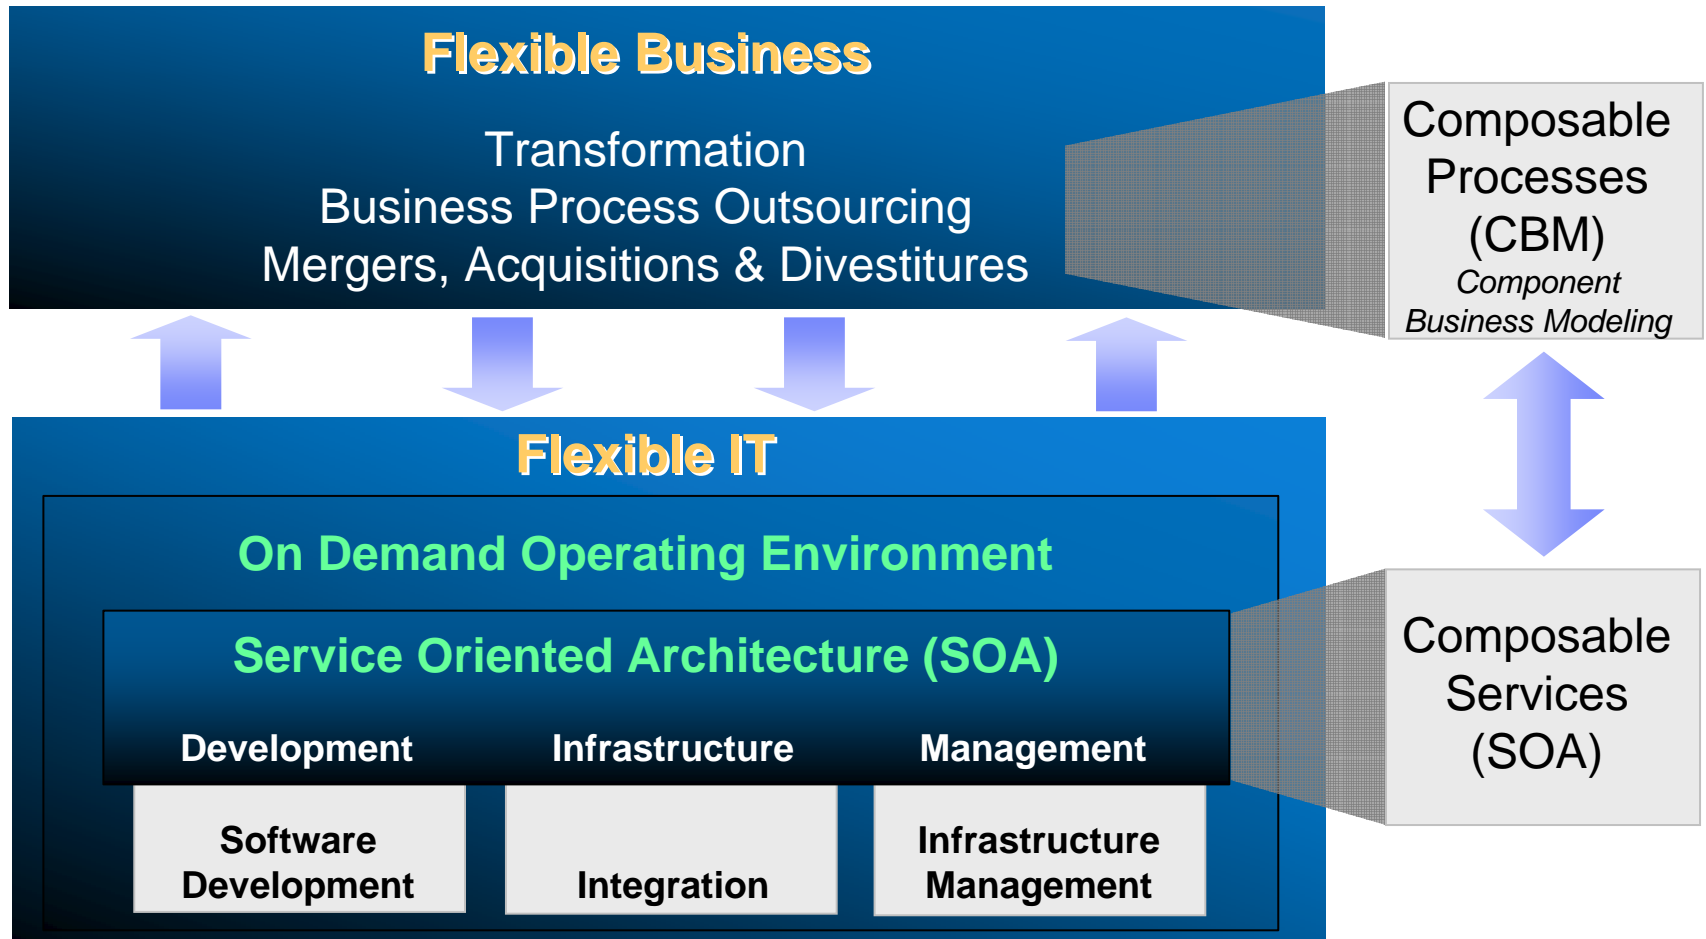 Flexible Business
Transformation
Business Process Outsourcing
Mergers, Acquisitions & Divestitures
Composable
Processes
(CBM)
Component
Business Modeling
Flexible IT
On Demand Operating Environment
Service Oriented Architecture (SOA)
Development
Infrastructure
Management
Software
Development
Integration
Infrastructure
Management
Composable
Services
(SOA)